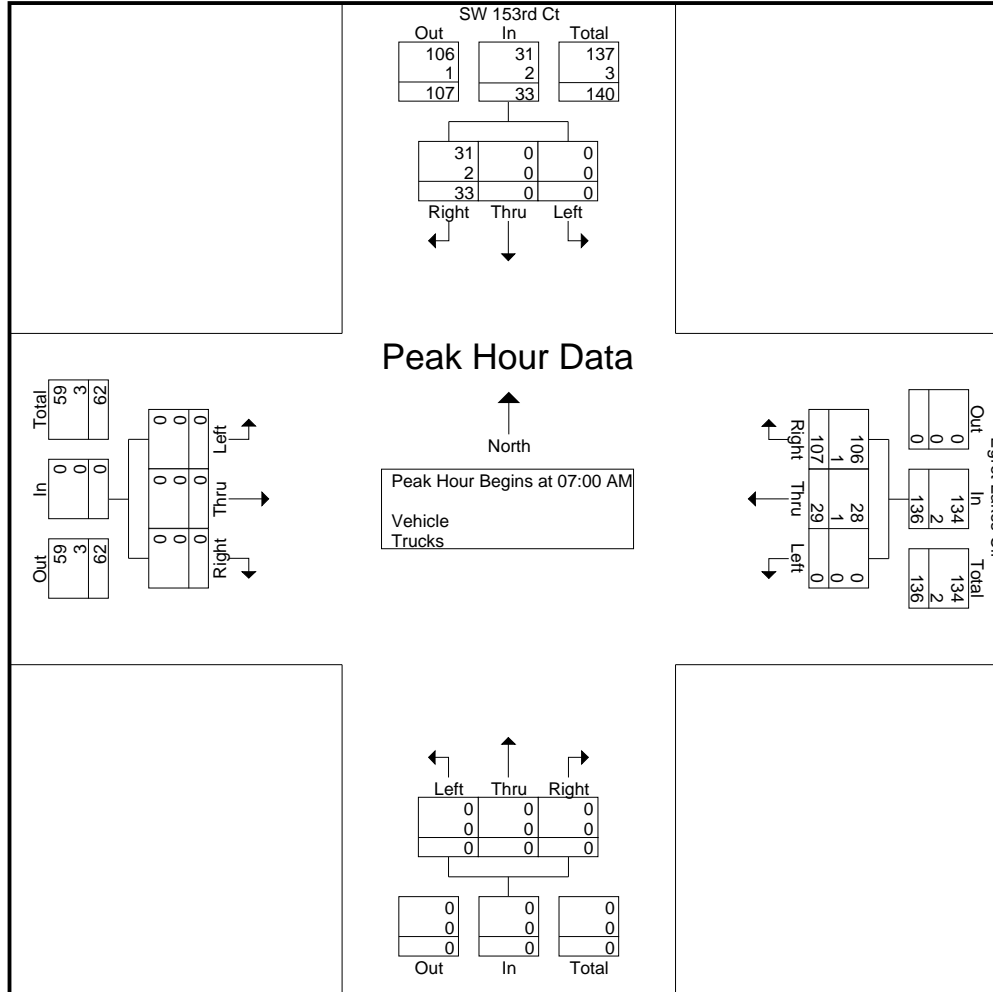 SW 153rd Ct
Out In Total
106 31 137
1 2 3
107 33 140
31 0 0
2 0 0
33 0 0
Right Thru Left
Peak Hour Data
North
Peak Hour Begins at 07:00 AM
Vehicle
Trucks
Total In Out
59 0 59
3 0 3
62 0 62
Left Thru Right
0 0 0
0 0 0
0 0 0
Out In Total
0 134 134
0 2 2
0 136 136
Right Thru Left
106 28 0
1 1 0
107 29 0
Left Thru Right
0 0 0
0 0 0
0 0 0
0 0 0
0 0 0
0 0 0
Out In Total